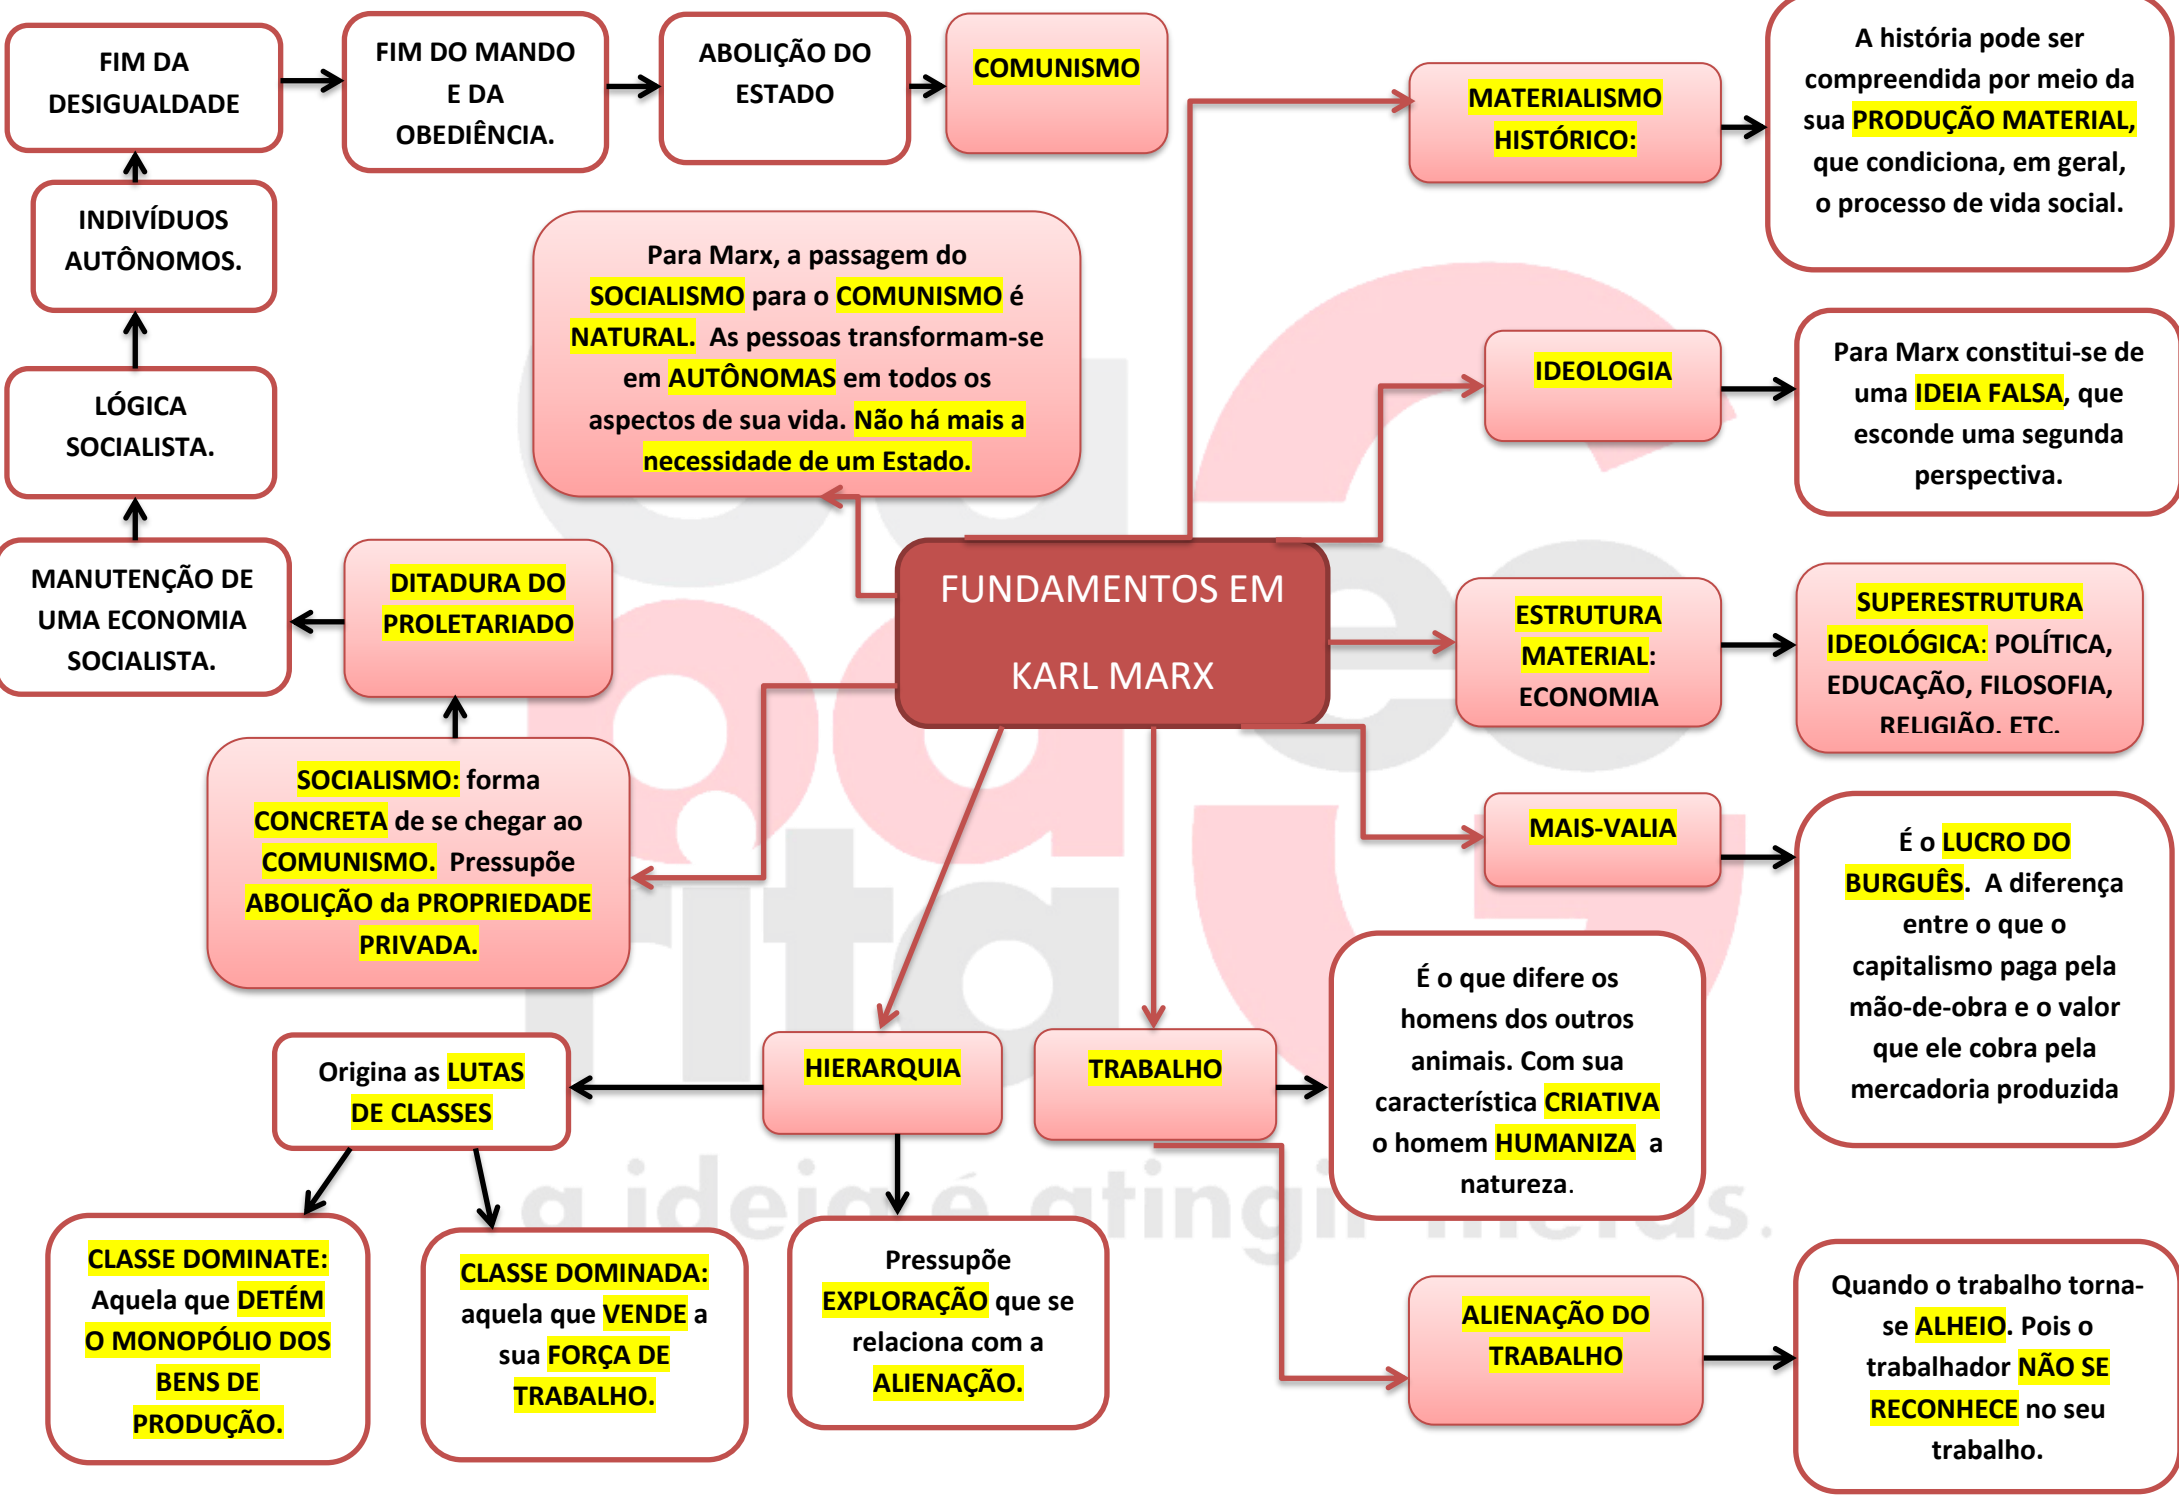 FIM DA
DESIGUALDADE
FIM DO MANDO
E DA
OBEDIÊNCIA.
ABOLIÇÃO DO
ESTADO
COMUNISMO
MATERIALISMO
HISTÓRICO:
A história pode ser
compreendida por meio da
sua PRODUÇÃO MATERIAL,
que condiciona, em geral,
o processo de vida social.
INDIVÍDUOS
AUTÔNOMOS.
Para Marx, a passagem do
SOCIALISMO para o COMUNISMO é
NATURAL. As pessoas transformam-se
em AUTÔNOMAS em todos os
aspectos de sua vida. Não há mais a
necessidade de um Estado.
IDEOLOGIA
Para Marx constitui-se de
uma IDEIA FALSA, que
esconde uma segunda
perspectiva.
LÓGICA
SOCIALISTA.
MANUTENÇÃO DE
UMA ECONOMIA
SOCIALISTA.
DITADURA DO
PROLETARIADO
FUNDAMENTOS EM
KARL MARX
ESTRUTURA
MATERIAL:
ECONOMIA
SUPERESTRUTURA
IDEOLÓGICA: POLÍTICA,
EDUCAÇÃO, FILOSOFIA,
RELIGIÃO, ETC.
SOCIALISMO: forma
CONCRETA de se chegar ao
COMUNISMO. Pressupõe
ABOLIÇÃO da PROPRIEDADE
PRIVADA.
MAIS-VALIA
É o LUCRO DO
BURGUÊS. A diferença
entre o que o
capitalismo paga pela
mão-de-obra e o valor
que ele cobra pela
mercadoria produzida
Origina as LUTAS
DE CLASSES
HIERARQUIA
TRABALHO
É o que difere os
homens dos outros
animais. Com sua
característica CRIATIVA
o homem HUMANIZA a
natureza.
CLASSE DOMINATE:
Aquela que DETÉM
O MONOPÓLIO DOS
BENS DE
PRODUÇÃO.
CLASSE DOMINADA:
aquela que VENDE a
sua FORÇA DE
TRABALHO.
Pressupõe
EXPLORAÇÃO que se
relaciona com a
ALIENAÇÃO.
ALIENAÇÃO DO
TRABALHO
Quando o trabalho torna-
se ALHEIO. Pois o
trabalhador NÃO SE
RECONHECE no seu
trabalho.
a ideia é atingir metas.